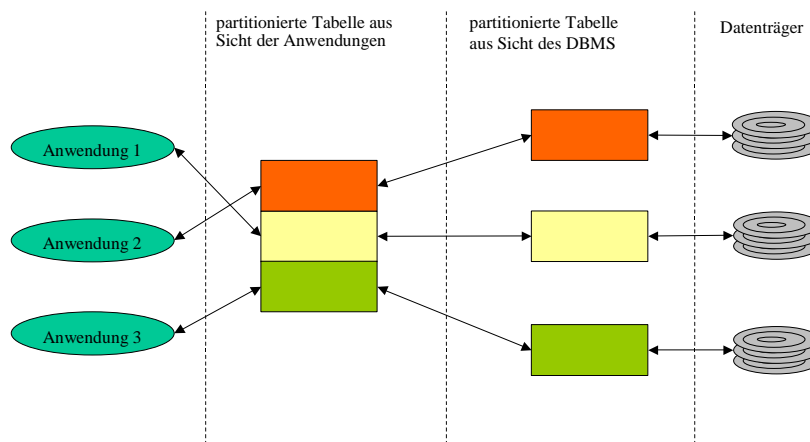 partitionierte Tabelle aus
Sicht der Anwendungen
partitionierte Tabelle
aus Sicht des DBMS
Datenträger
Anwendung 1
Anwendung 2
Anwendung 3